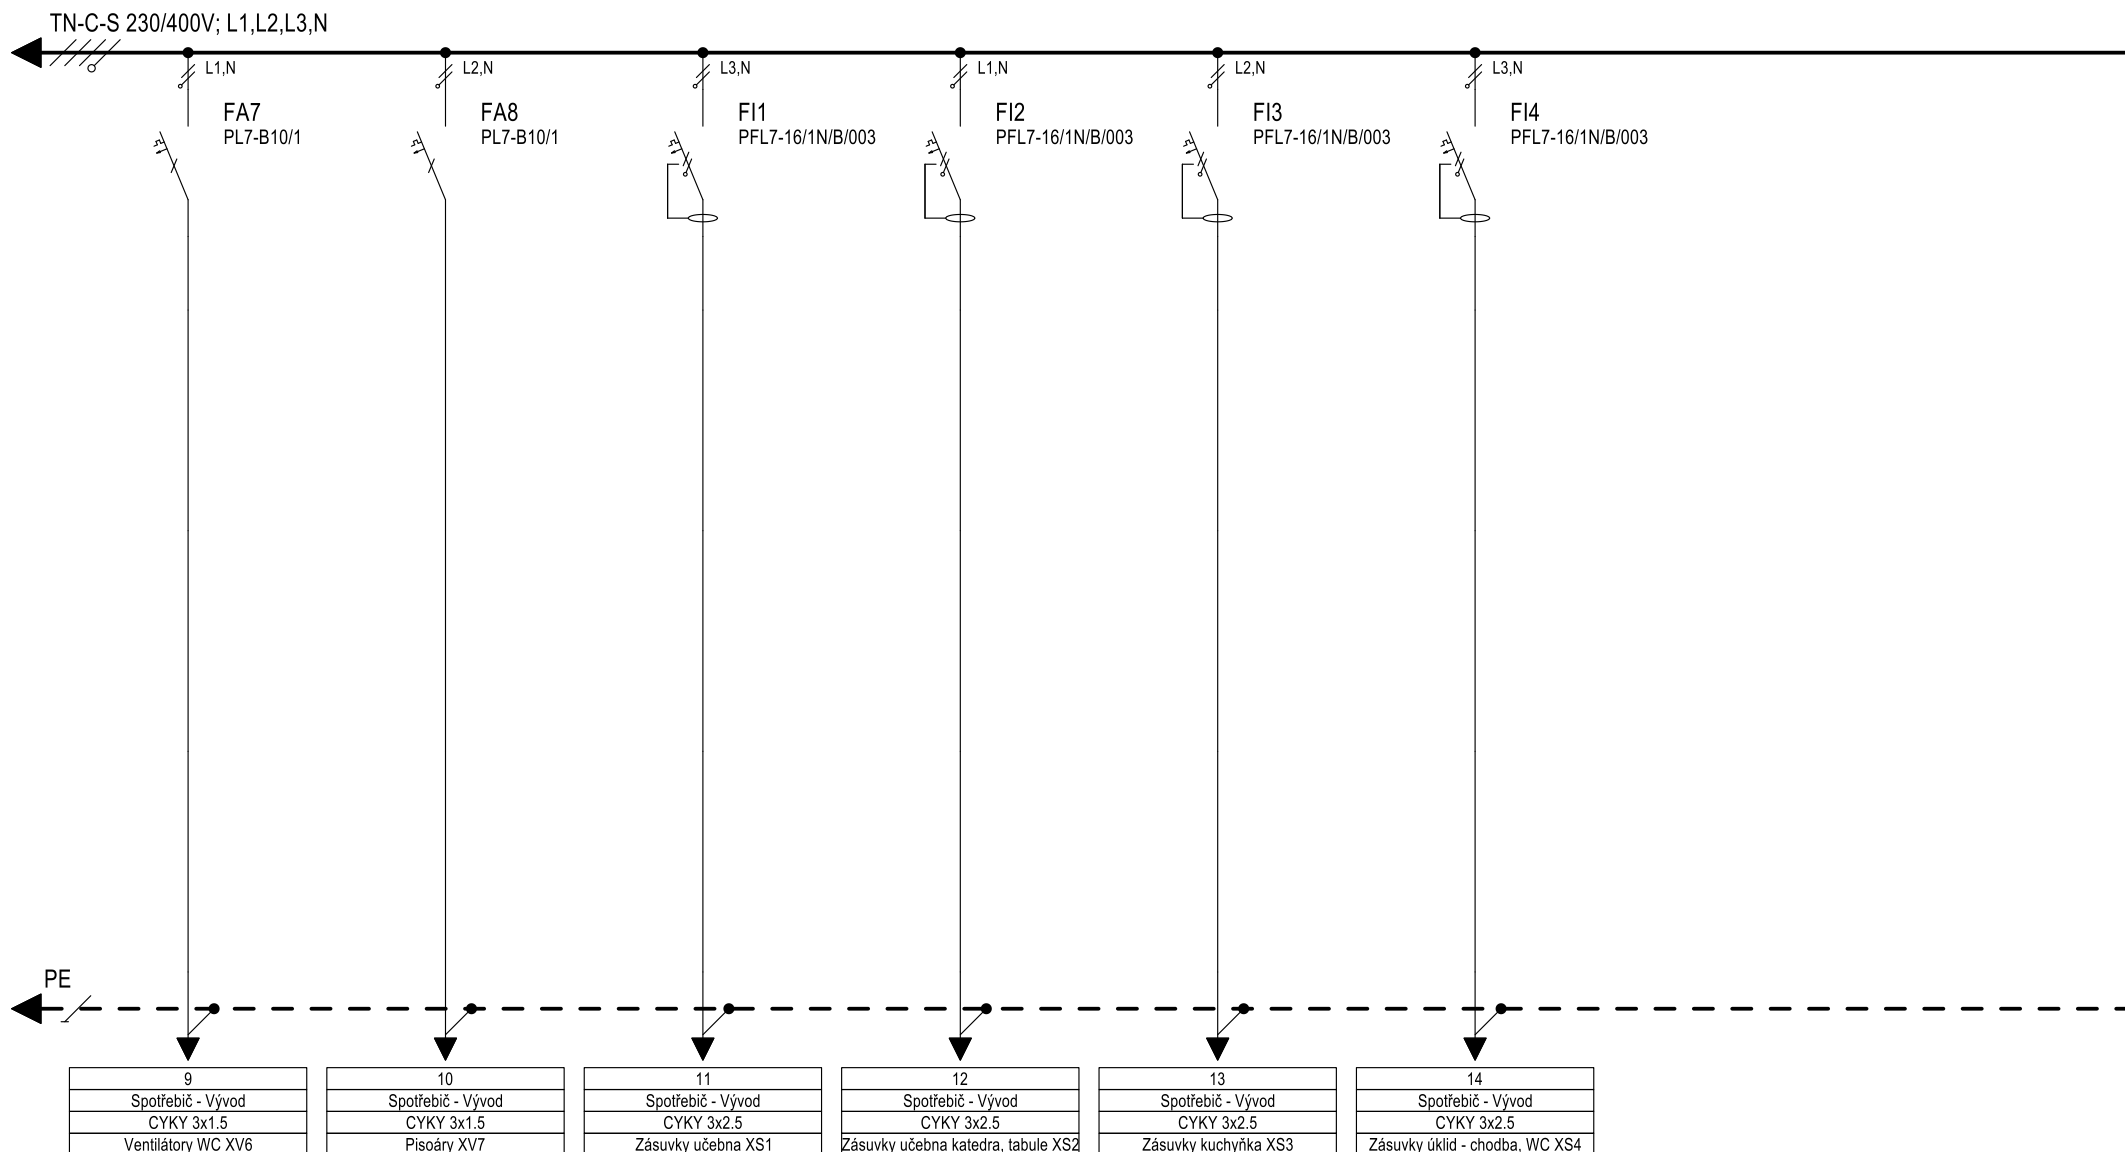 TN-C-S 230/400V; L1,L2,L3,N
L1,N
L2,N
L3,N
L1,N
L2,N
L3,N
FA7
PL7-B10/1
FA8
PL7-B10/1
FI1
PFL7-16/1N/B/003
FI2
PFL7-16/1N/B/003
FI3
PFL7-16/1N/B/003
FI4
PFL7-16/1N/B/003
PE
9
Spotřebič - Vývod
CYKY 3x1.5
Ventilátory WC XV6
10
Spotřebič - Vývod
CYKY 3x1.5
Pisoáry XV7
11
Spotřebič - Vývod
CYKY 3x2.5
Zásuvky učebna XS1
12
Spotřebič - Vývod
CYKY 3x2.5
Zásuvky učebna katedra, tabule XS2
13
Spotřebič - Vývod
CYKY 3x2.5
Zásuvky kuchyňka XS3
14
Spotřebič - Vývod
CYKY 3x2.5
Zásuvky úklid - chodba, WC XS4